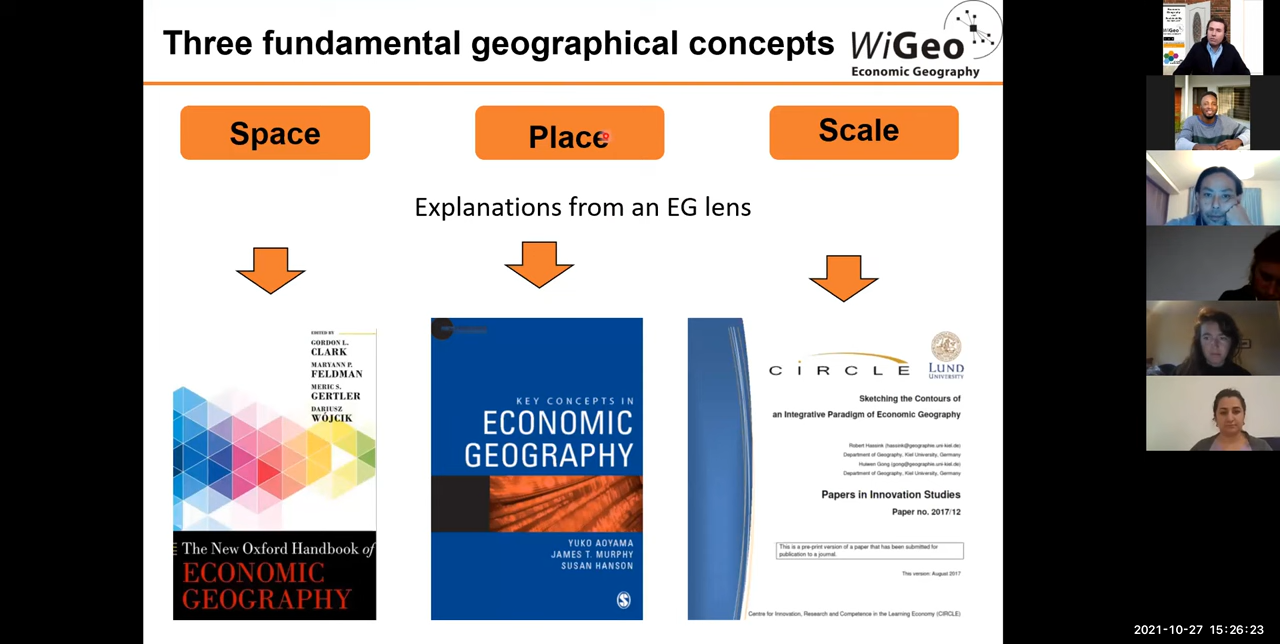 Three fundamental geographical concepts
WiGeo
Economic Geography
Space
Place
Scale
Explanations from an EG lens
EDITED BY
GORDON L.
CLARK
MARYANN P.
FELDMAN
MERIC S.
GERTLER
DARIUSZ
WÓJCIK
The New Oxford Handbook of
ECONOMIC
GEOGRAPHY
KEY CONCEPTS IN
ECONOMIC
GEOGRAPHY
YUKO AOYAMA
JAMES T. MURPHY
SUSAN HANSON
CiRCLE
LUND
UNIVERSITY
Sketching the Contours of
an Integrative Paradigm of Economic Geography
Robert Hassink (hassink@geographie.uni-kiel.de)
Department of Geography, Kiel University, Germany
Huiwen Gong (gong@geographie.uni-kiel.de)
Department of Geography, Kiel University, Germany
Papers in Innovation Studies
Paper no. 2017/12
This is a pre-print version of a paper that has been submitted for
publication to a journal.
This version: August 2017
Centre for Innovation, Research and Competence in the Learning Economy (CIRCLE)
2021-10-27 15:26:23